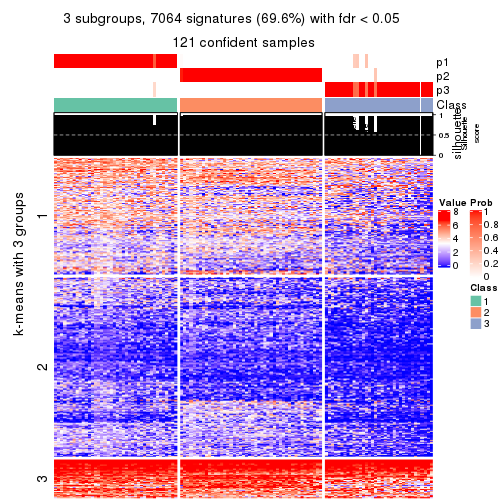 3 subgroups, 7064 signatures (69.6%) with fdr < 0.05
121 confident samples
p1
p2
p3
Class
1
0.5
0
silhouette
Silhouette
score
k-means with 3 groups
1
2
3
Value
8
6
4
2
0
Prob
1
0.8
0.6
0.4
0.2
0
Class
1
2
3